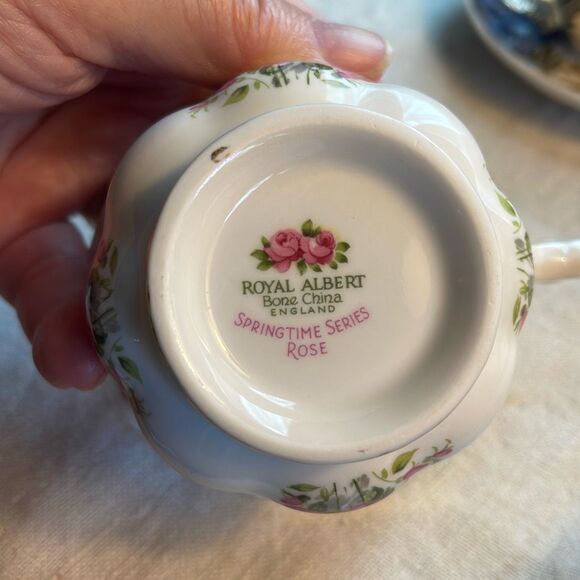 ROYAL ALBERT
Bone China
ENGLAND
SPRINGTIME SERIES
ROSE